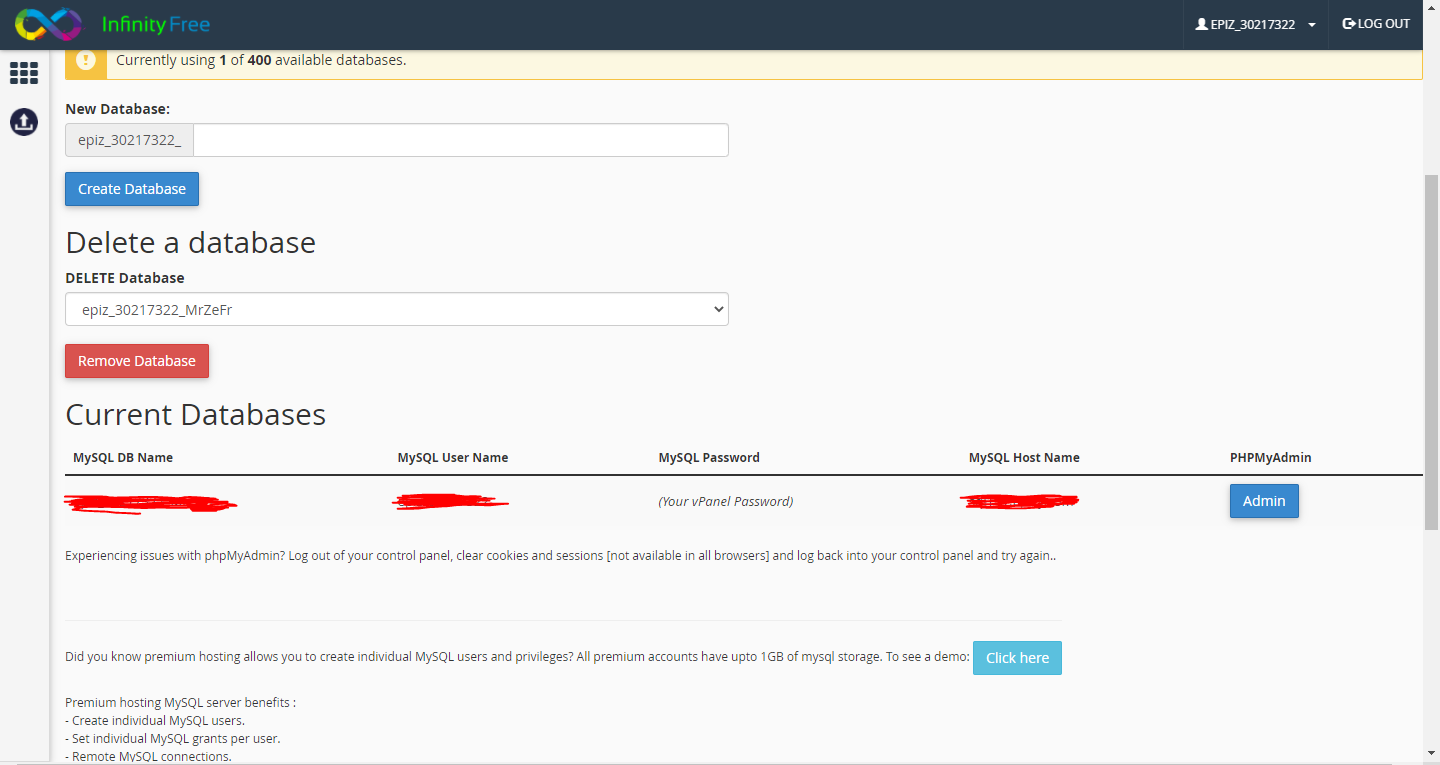 Infinity Free
EPIZ_30217322
LOG OUT
Currently using 1 of 400 available databases.
New Database:
epiz_30217322_
Create Database
Delete a database
DELETE Database
epiz_30217322_MrZeFr
Remove Database
Current Databases
MySQL DB Name MySQL User Name MySQL Password MySQL Host Name PHPMyAdmin
(Your vPanel Password) Admin
Experiencing issues with phpMyAdmin? Log out of your control panel, clear cookies and sessions [not available in all browsers] and log back into your control panel and try again..
Did you know premium hosting allows you to create individual MySQL users and privileges? All premium accounts have upto 1GB of mysql storage. To see a demo: Click here
Premium hosting MySQL server benefits :
- Create individual MySQL users.
- Set individual MySQL grants per user.
- Remote MySQL connections.